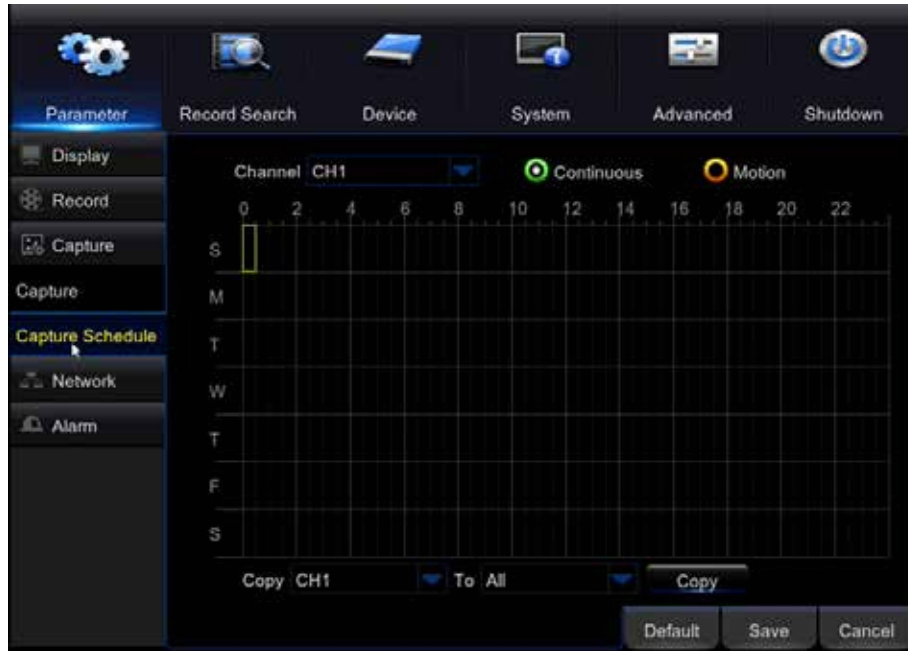 Parameter Record Search Device System Advanced Shutdown
Display
Channel CH1 Continuous Motion
Record
0 2 4 6 8 10 12 14 16 18 20 22
Capture
S
Capture
M
Capture Schedule
T
Network
W
Alarm
T
F
S
Copy CH1 To All Copy
Default Save Cancel